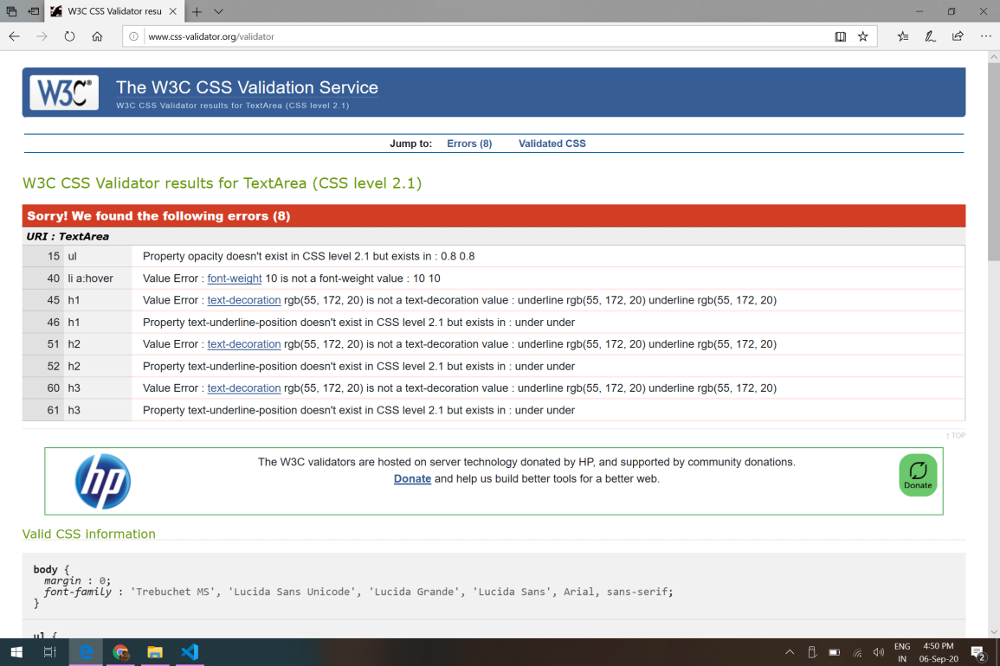 W3C CSS Validator resu
www.css-validator.org/validator
W3C®
The W3C CSS Validation Service
W3C CSS Validator results for TextArea (CSS level 2.1)
Jump to: Errors (8) Validated CSS
W3C CSS Validator results for TextArea (CSS level 2.1)
Sorry! We found the following errors (8)
URI : TextArea
15 ul Property opacity doesn't exist in CSS level 2.1 but exists in : 0.8 0.8
40 li a:hover Value Error : font-weight 10 is not a font-weight value : 10 10
45 h1 Value Error : text-decoration rgb(55, 172, 20) is not a text-decoration value : underline rgb(55, 172, 20) underline rgb(55, 172, 20)
46 h1 Property text-underline-position doesn't exist in CSS level 2.1 but exists in : under under
51 h2 Value Error : text-decoration rgb(55, 172, 20) is not a text-decoration value : underline rgb(55, 172, 20) underline rgb(55, 172, 20)
52 h2 Property text-underline-position doesn't exist in CSS level 2.1 but exists in : under under
60 h3 Value Error : text-decoration rgb(55, 172, 20) is not a text-decoration value : underline rgb(55, 172, 20) underline rgb(55, 172, 20)
61 h3 Property text-underline-position doesn't exist in CSS level 2.1 but exists in : under under
↑ TOP
hp
The W3C validators are hosted on server technology donated by HP, and supported by community donations.
Donate and help us build better tools for a better web.
Donate
Valid CSS information
body {
margin : 0;
font-family : 'Trebuchet MS', 'Lucida Sans Unicode', 'Lucida Grande', 'Lucida Sans', Arial, sans-serif;
}
ul {
ENG 4:50 PM
IN 06-Sep-20
2